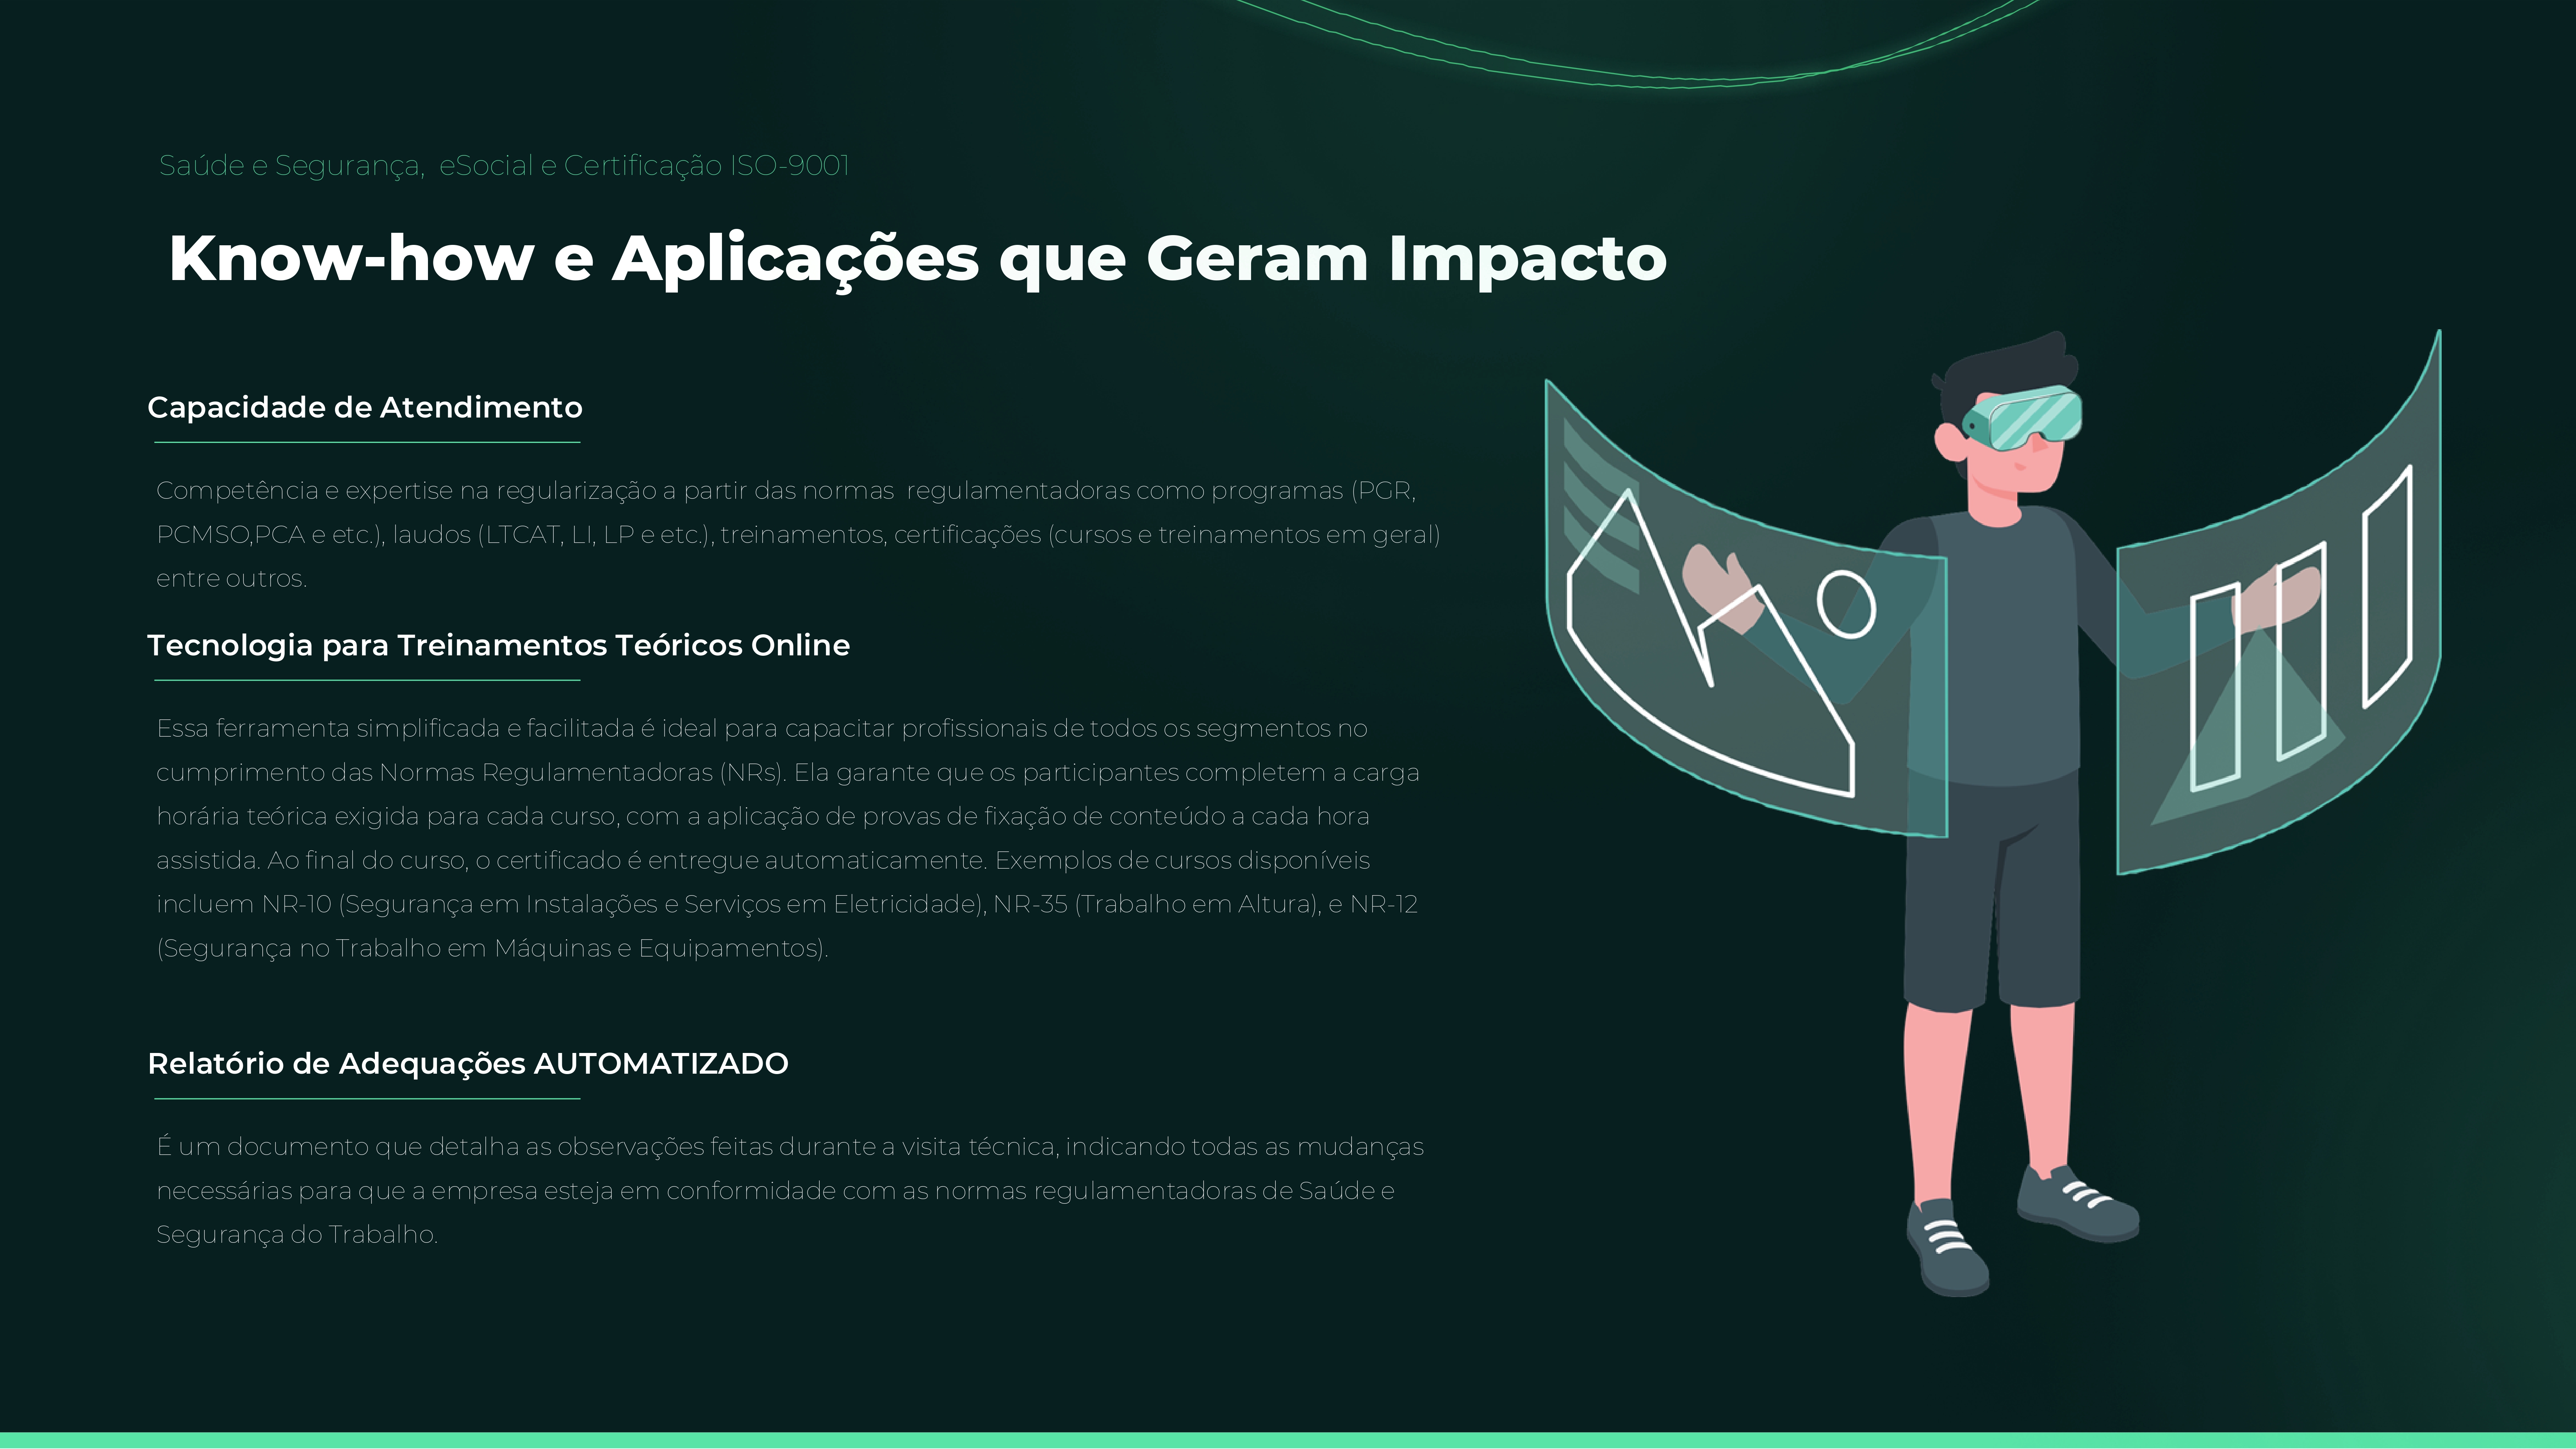 Saúde e Segurança, eSocial e Certificação ISO-9001
Know-how e Aplicações que Geram Impacto
Capacidade de Atendimento
Competência e expertise na regularização a partir das normas regulamentadoras como programas (PGR,
PCMSO,PCA e etc.), laudos (LTCAT, LI, LP e etc.), treinamentos, certificações (cursos e treinamentos em geral)
entre outros.
Tecnologia para Treinamentos Teóricos Online
Essa ferramenta simplificada e facilitada é ideal para capacitar profissionais de todos os segmentos no
cumprimento das Normas Regulamentadoras (NRs). Ela garante que os participantes completem a carga
horária teórica exigida para cada curso, com a aplicação de provas de fixação de conteúdo a cada hora
assistida. Ao final do curso, o certificado é entregue automaticamente. Exemplos de cursos disponíveis
incluem NR-10 (Segurança em Instalações e Serviços em Eletricidade), NR-35 (Trabalho em Altura), e NR-12
(Segurança no Trabalho em Máquinas e Equipamentos).
Relatório de Adequações AUTOMATIZADO
É um documento que detalha as observações feitas durante a visita técnica, indicando todas as mudanças
necessárias para que a empresa esteja em conformidade com as normas regulamentadoras de Saúde e
Segurança do Trabalho.